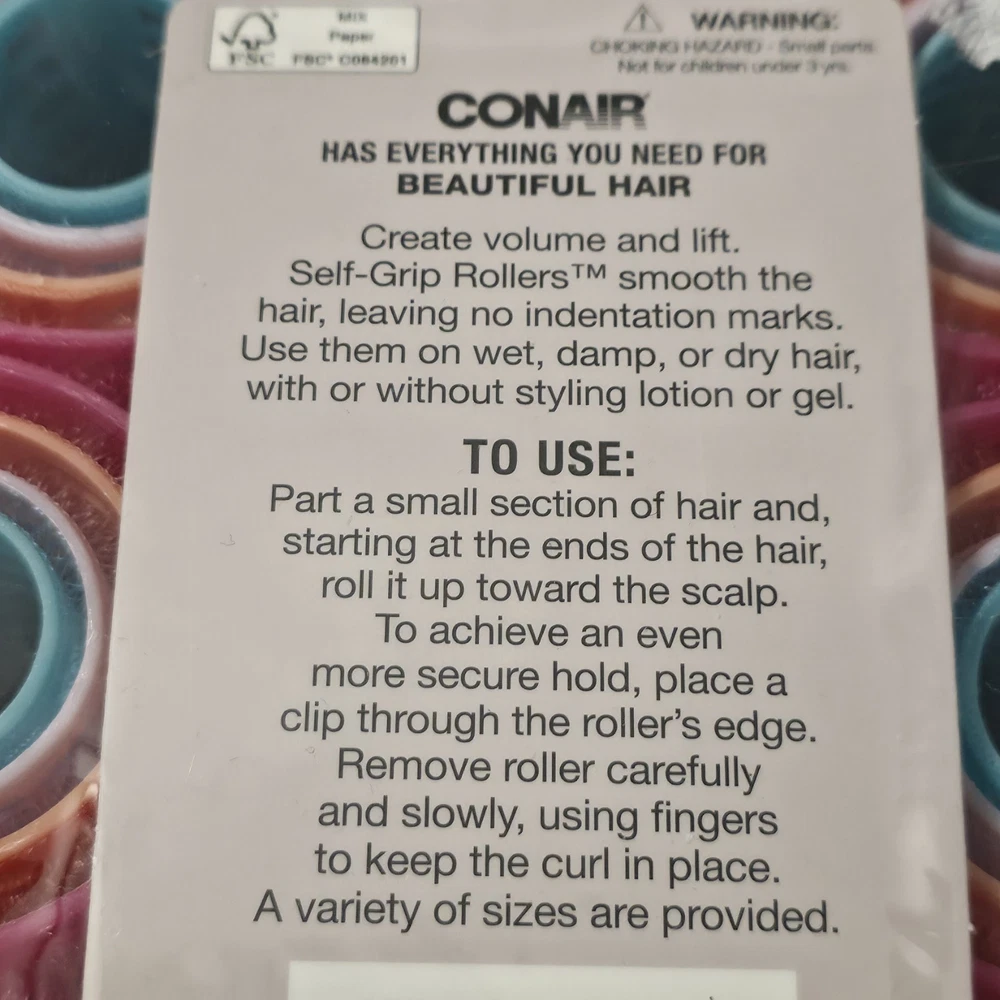 MIX
Paper
FSC
FSC® C084201
WARNING:
CHOKING HAZARD - Small parts
Not for children under 3 yrs.
CONAIR
HAS EVERYTHING YOU NEED FOR
BEAUTIFUL HAIR
Create volume and lift.
Self-Grip Rollers™ smooth the
hair, leaving no indentation marks.
Use them on wet, damp, or dry hair,
with or without styling lotion or gel.
TO USE:
Part a small section of hair and,
starting at the ends of the hair,
roll it up toward the scalp.
To achieve an even
more secure hold, place a
clip through the roller's edge.
Remove roller carefully
and slowly, using fingers
to keep the curl in place.
A variety of sizes are provided.